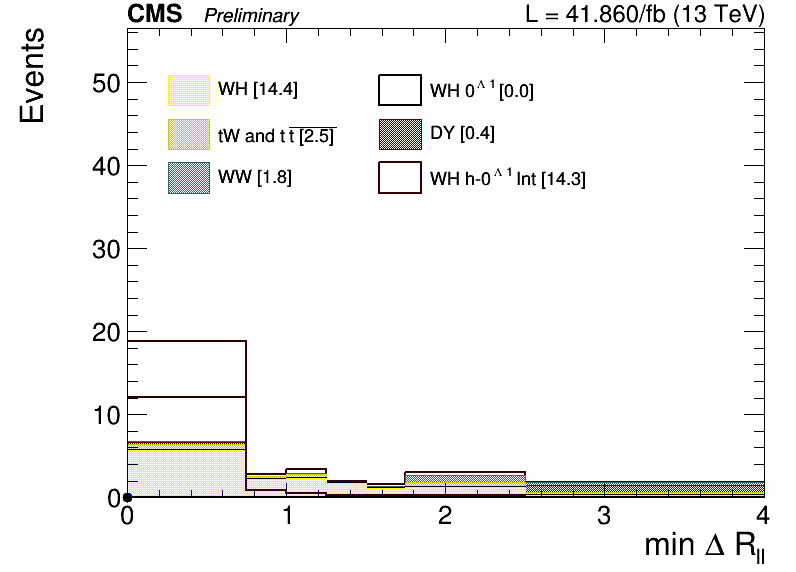 CMS Preliminary L = 41.860/fb (13 TeV)
Events
50
40
30
20
10
0
WH [14.4]
WH 0^Λ1 [0.0]
tW and t t̅ [2.5]
DY [0.4]
WW [1.8]
WH h-0^Λ1 Int [14.3]
0 1 2 3 4
min Δ R_ll